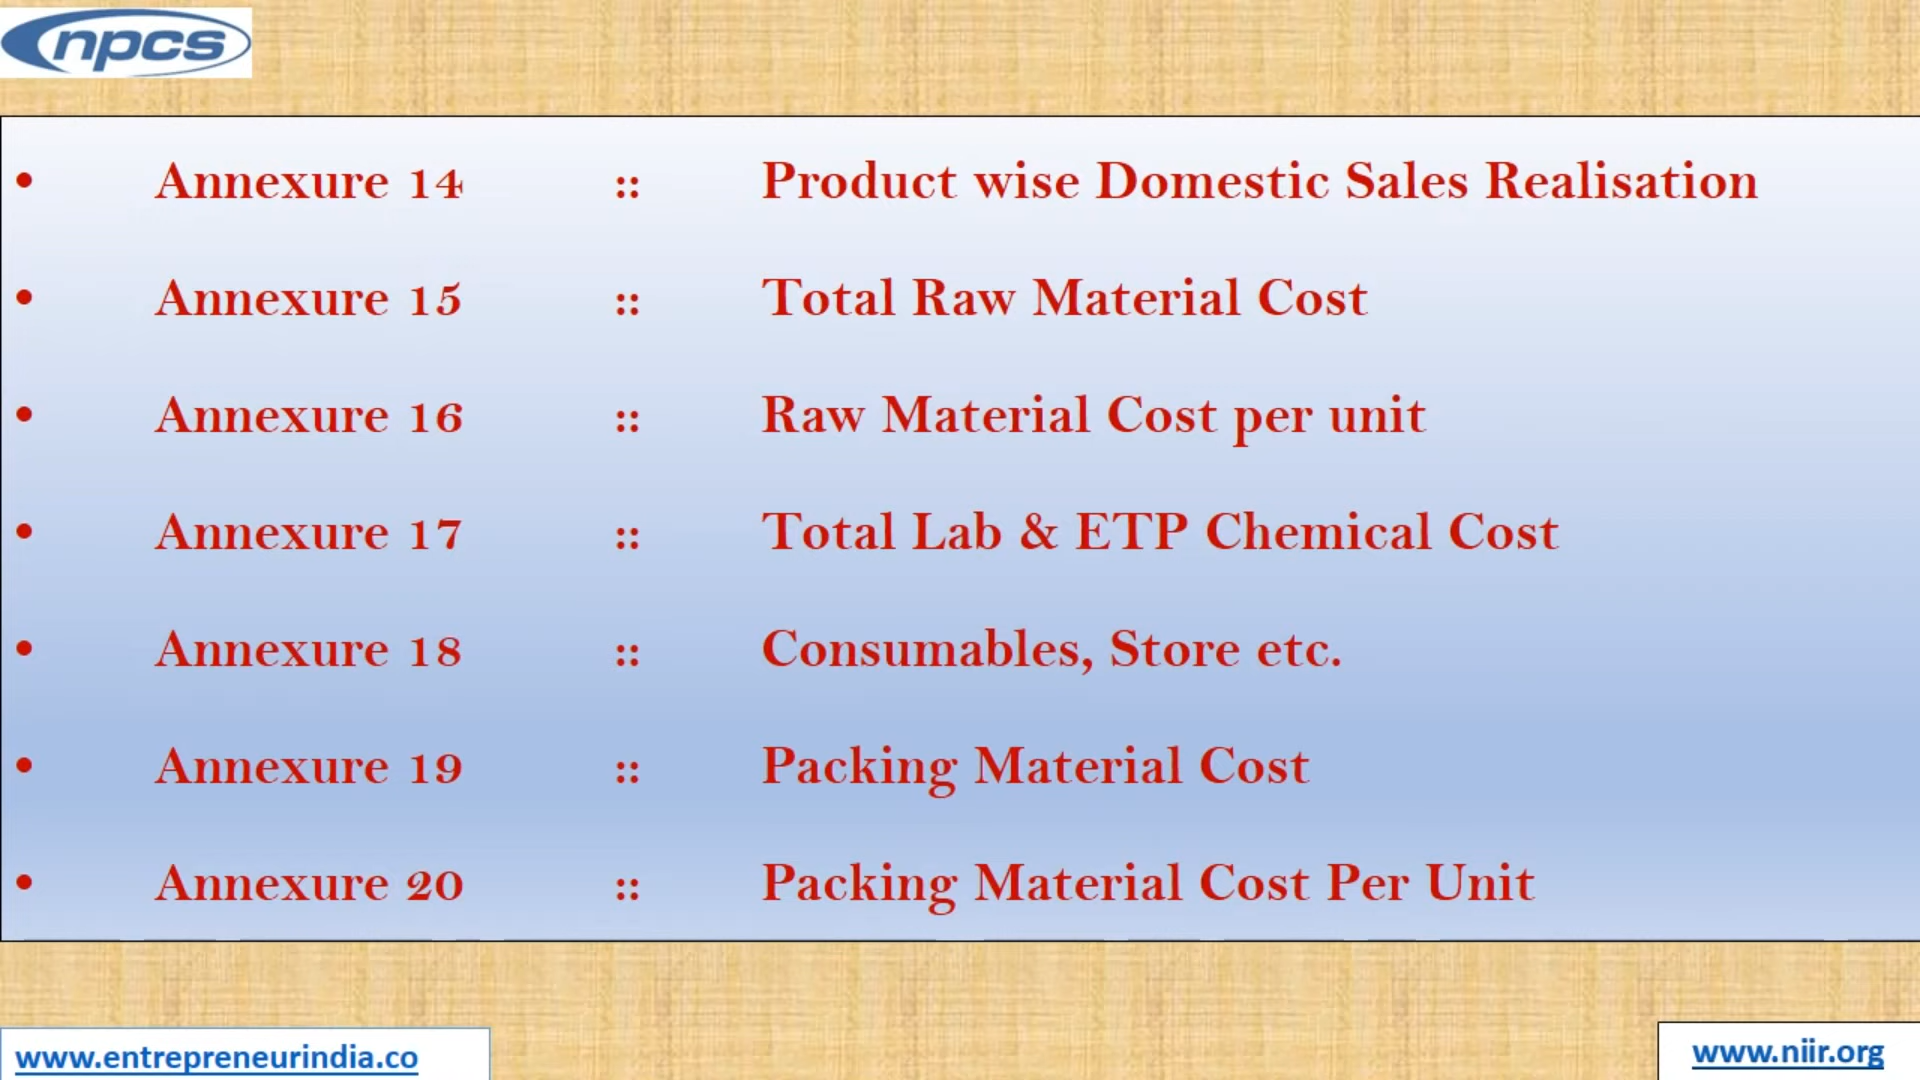 npcs
• Annexure 14 :: Product wise Domestic Sales Realisation
• Annexure 15 :: Total Raw Material Cost
• Annexure 16 :: Raw Material Cost per unit
• Annexure 17 :: Total Lab & ETP Chemical Cost
• Annexure 18 :: Consumables, Store etc.
• Annexure 19 :: Packing Material Cost
• Annexure 20 :: Packing Material Cost Per Unit
www.entrepreneurindia.co
www.niir.org